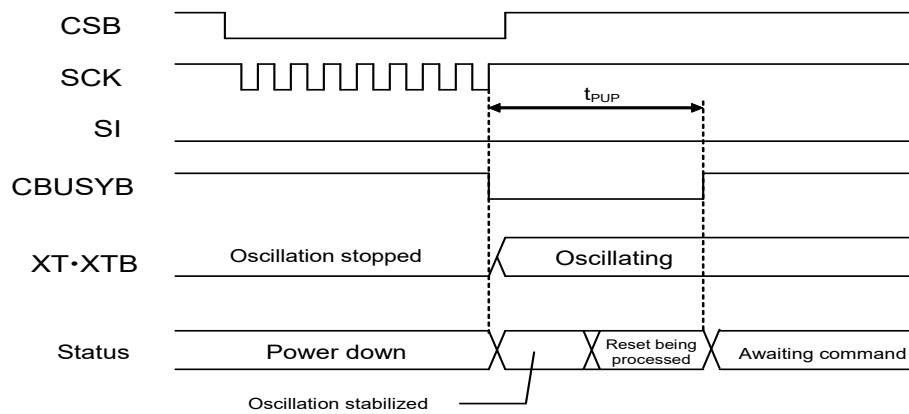 CSB
SCK
tPUP
SI
CBUSYB
XT•XTB
Oscillation stopped
Oscillating
Status
Power down
Reset being
processed
Awaiting command
Oscillation stabilized